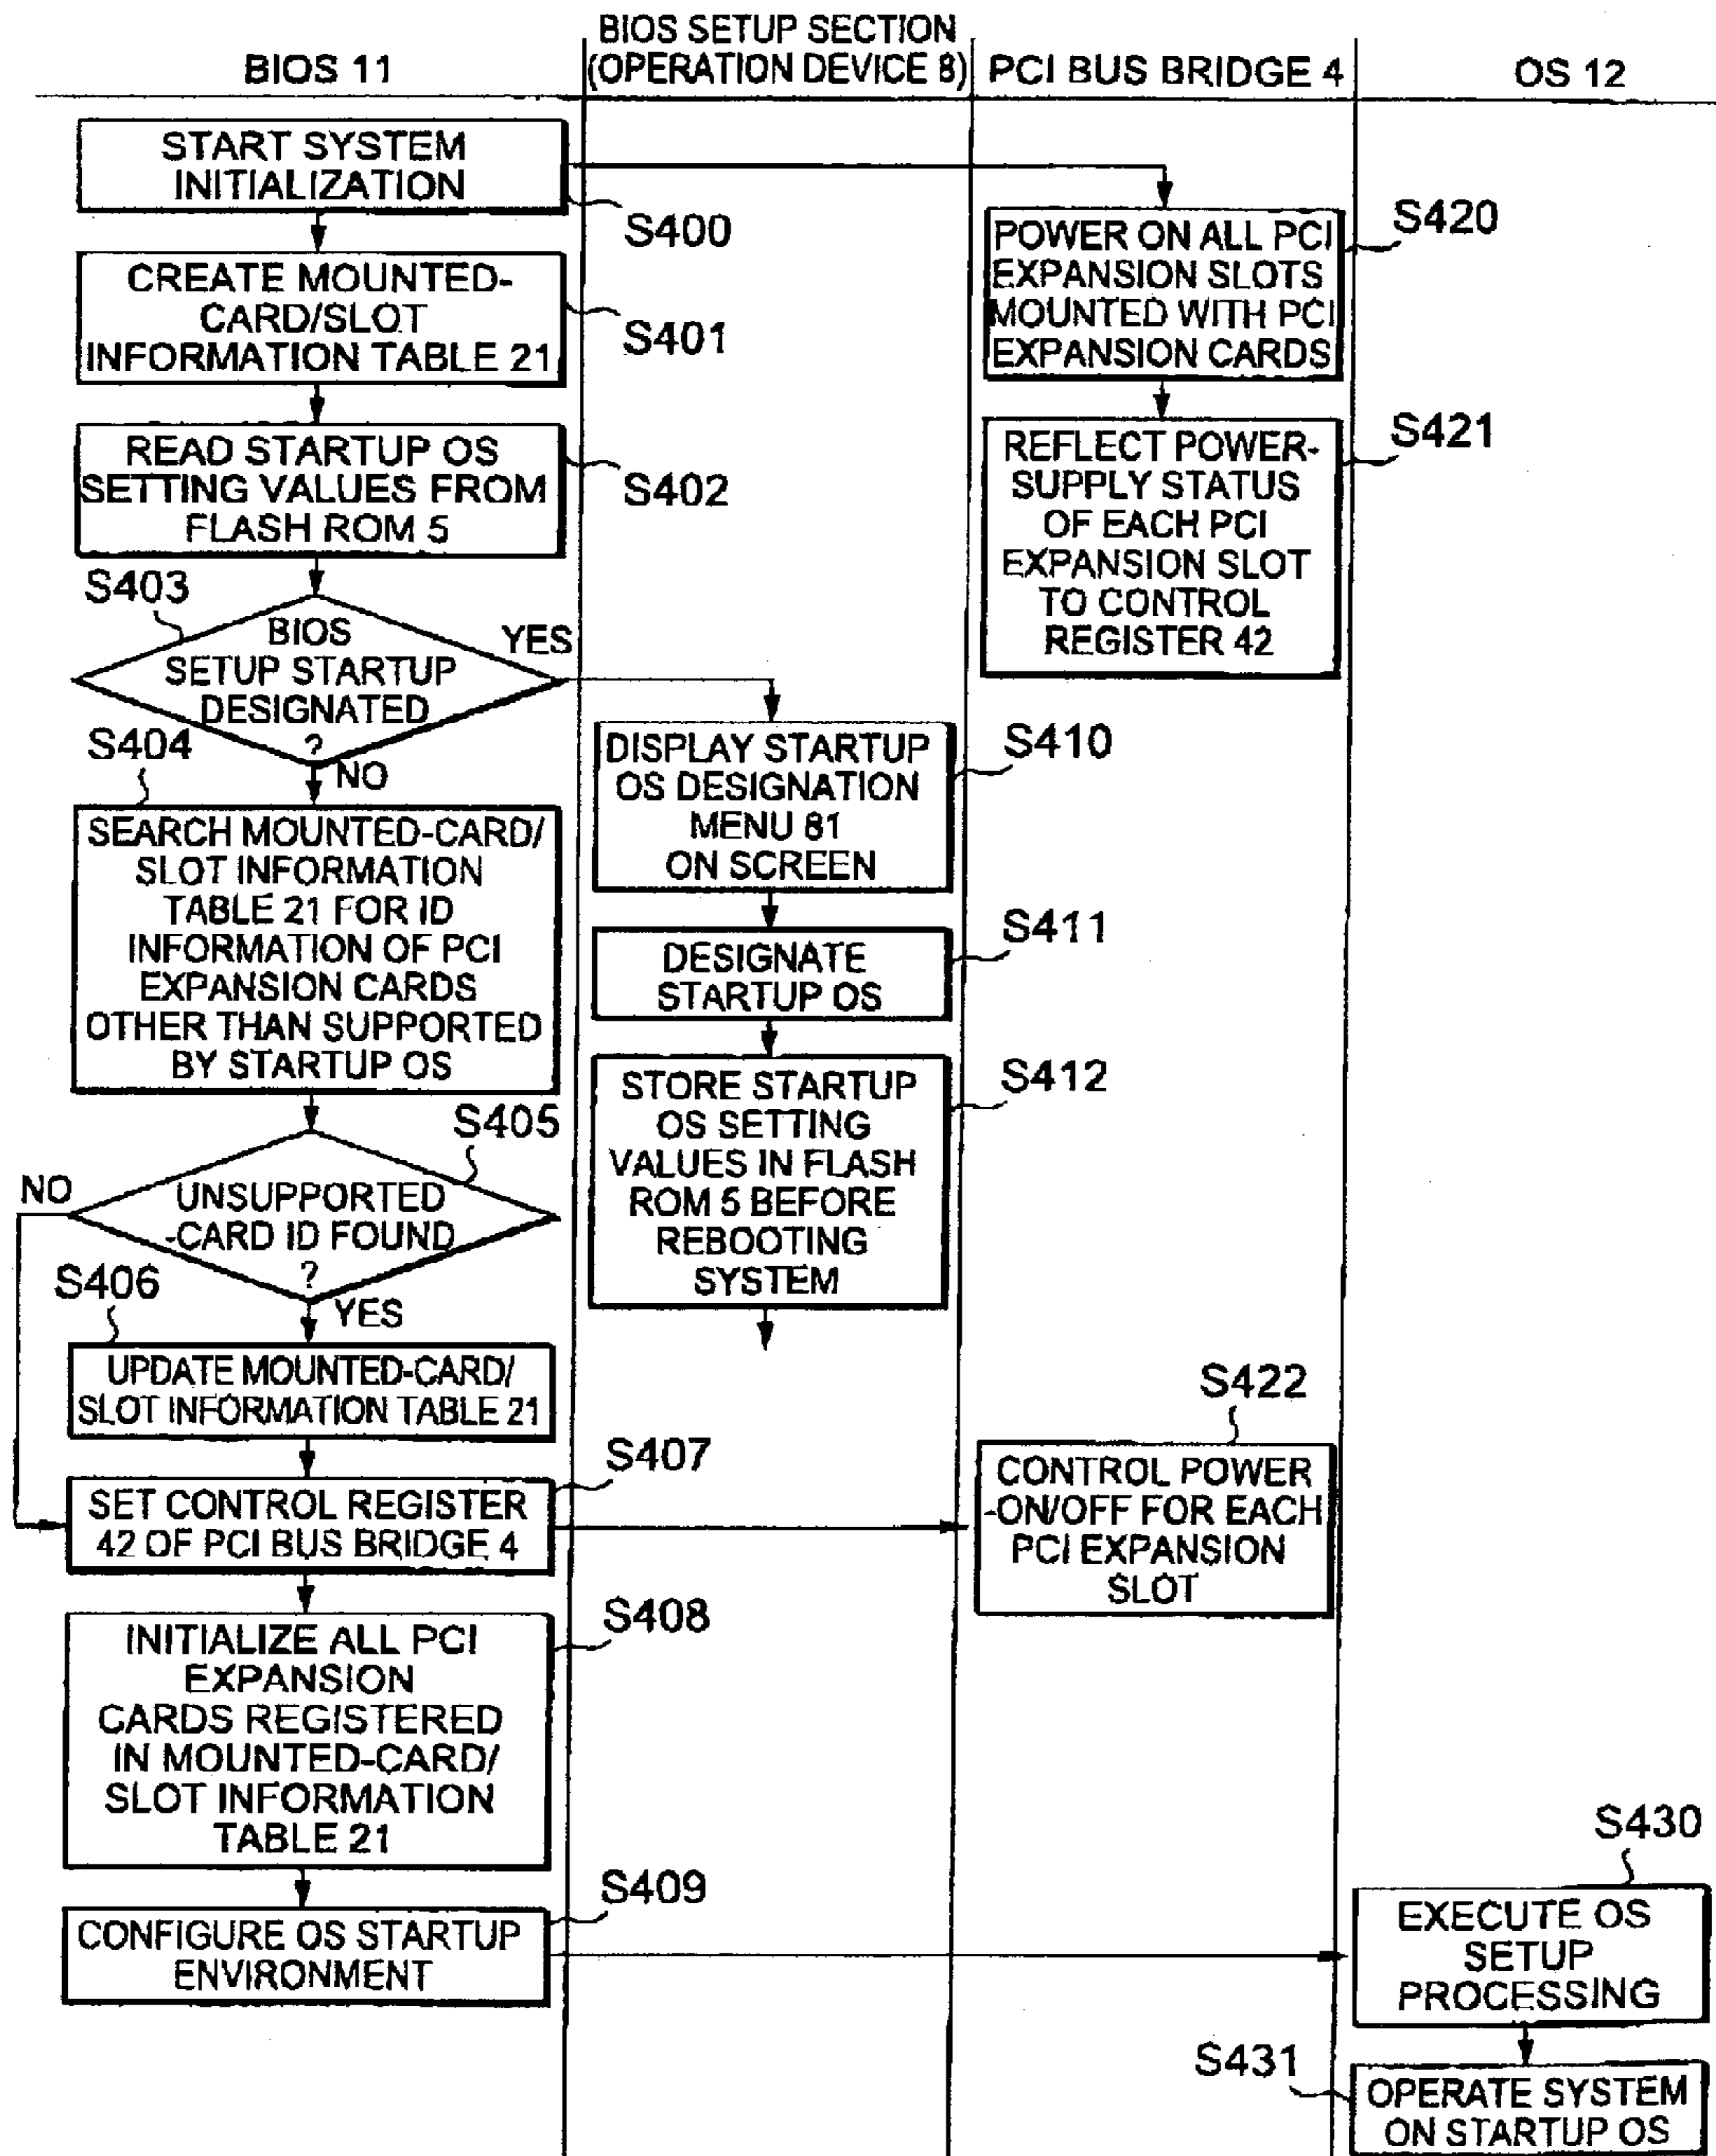 BIOS 11
BIOS SETUP SECTION
(OPERATION DEVICE 8)
PCI BUS BRIDGE 4
OS 12
START SYSTEM
INITIALIZATION
S400
CREATE MOUNTED-
CARD/SLOT
INFORMATION TABLE 21
S401
READ STARTUP OS
SETTING VALUES FROM
FLASH ROM 5
S402
S403
BIOS
SETUP STARTUP
DESIGNATED
?
YES
NO
S404
SEARCH MOUNTED-CARD/
SLOT INFORMATION
TABLE 21 FOR ID
INFORMATION OF PCI
EXPANSION CARDS
OTHER THAN SUPPORTED
BY STARTUP OS
S405
UNSUPPORTED
-CARD ID FOUND
?
NO
YES
S406
UPDATE MOUNTED-CARD/
SLOT INFORMATION TABLE 21
S407
SET CONTROL REGISTER
42 OF PCI BUS BRIDGE 4
S408
INITIALIZE ALL PCI
EXPANSION
CARDS REGISTERED
IN MOUNTED-CARD/
SLOT INFORMATION
TABLE 21
S409
CONFIGURE OS STARTUP
ENVIRONMENT
DISPLAY STARTUP
OS DESIGNATION
MENU 81
ON SCREEN
S410
DESIGNATE
STARTUP OS
S411
STORE STARTUP
OS SETTING
VALUES IN FLASH
ROM 5 BEFORE
REBOOTING
SYSTEM
S412
POWER ON ALL PCI
EXPANSION SLOTS
MOUNTED WITH PCI
EXPANSION CARDS
S420
REFLECT POWER-
SUPPLY STATUS
OF EACH PCI
EXPANSION SLOT
TO CONTROL
REGISTER 42
S421
S422
CONTROL POWER
-ON/OFF FOR EACH
PCI EXPANSION
SLOT
S430
EXECUTE OS
SETUP
PROCESSING
S431
OPERATE SYSTEM
ON STARTUP OS